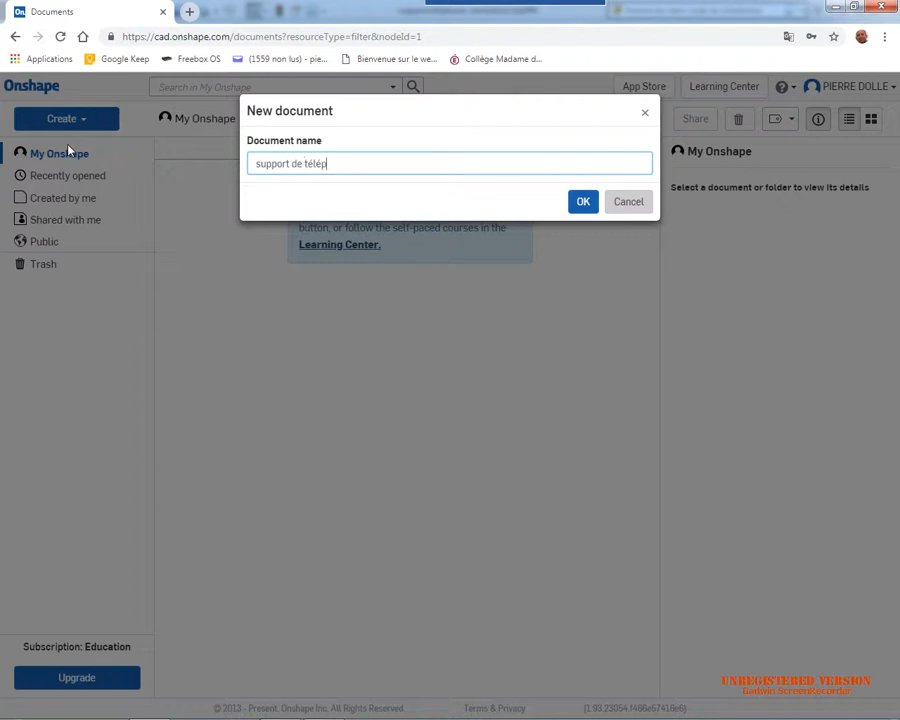 Documents
https://cad.onshape.com/documents?resourceType=filter&nodeId=1
Applications
Google Keep
Freebox OS
(1559 non lus) - pie...
Bienvenue sur le we...
Collège Madame d...
Onshape
Search in My Onshape
App Store
Learning Center
PIERRE DOLLE
Create
My Onshape
Share
New document
Document name
support de télép
OK
Cancel
My Onshape
Recently opened
Created by me
Shared with me
Public
Trash
My Onshape
Select a document or folder to view its details
button, or follow the self-paced courses in the
Learning Center.
Subscription: Education
Upgrade
UNREGISTERED VERSION
Gadwin ScreenRecorder
© 2013 - Present, Onshape Inc. All Rights Reserved.
Terms & Privacy